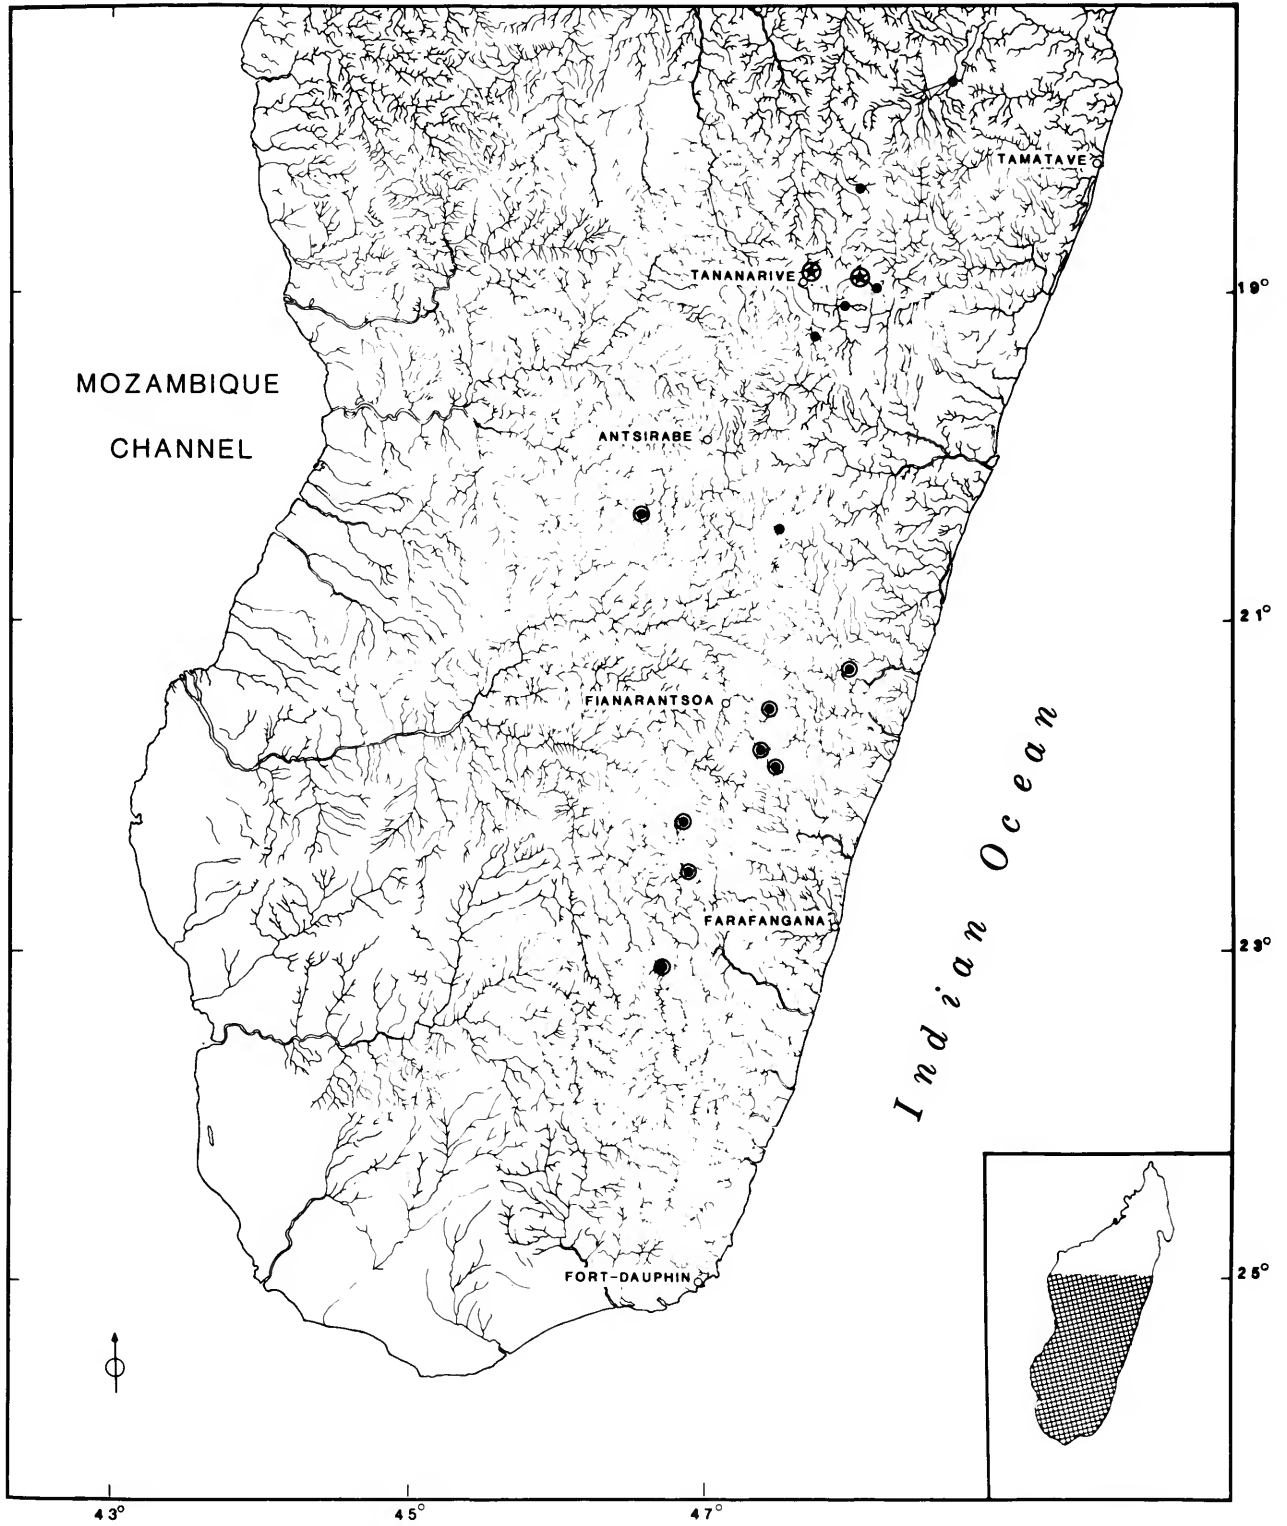 TAMATAVE
TANANARIVE
19°
MOZAMBIQUE
CHANNEL
ANTSIRABE
21°
FIANARANTSOA
Indian Ocean
FARAFANGANA
23°
25°
FORT-DAUPHIN
43°
45°
47°